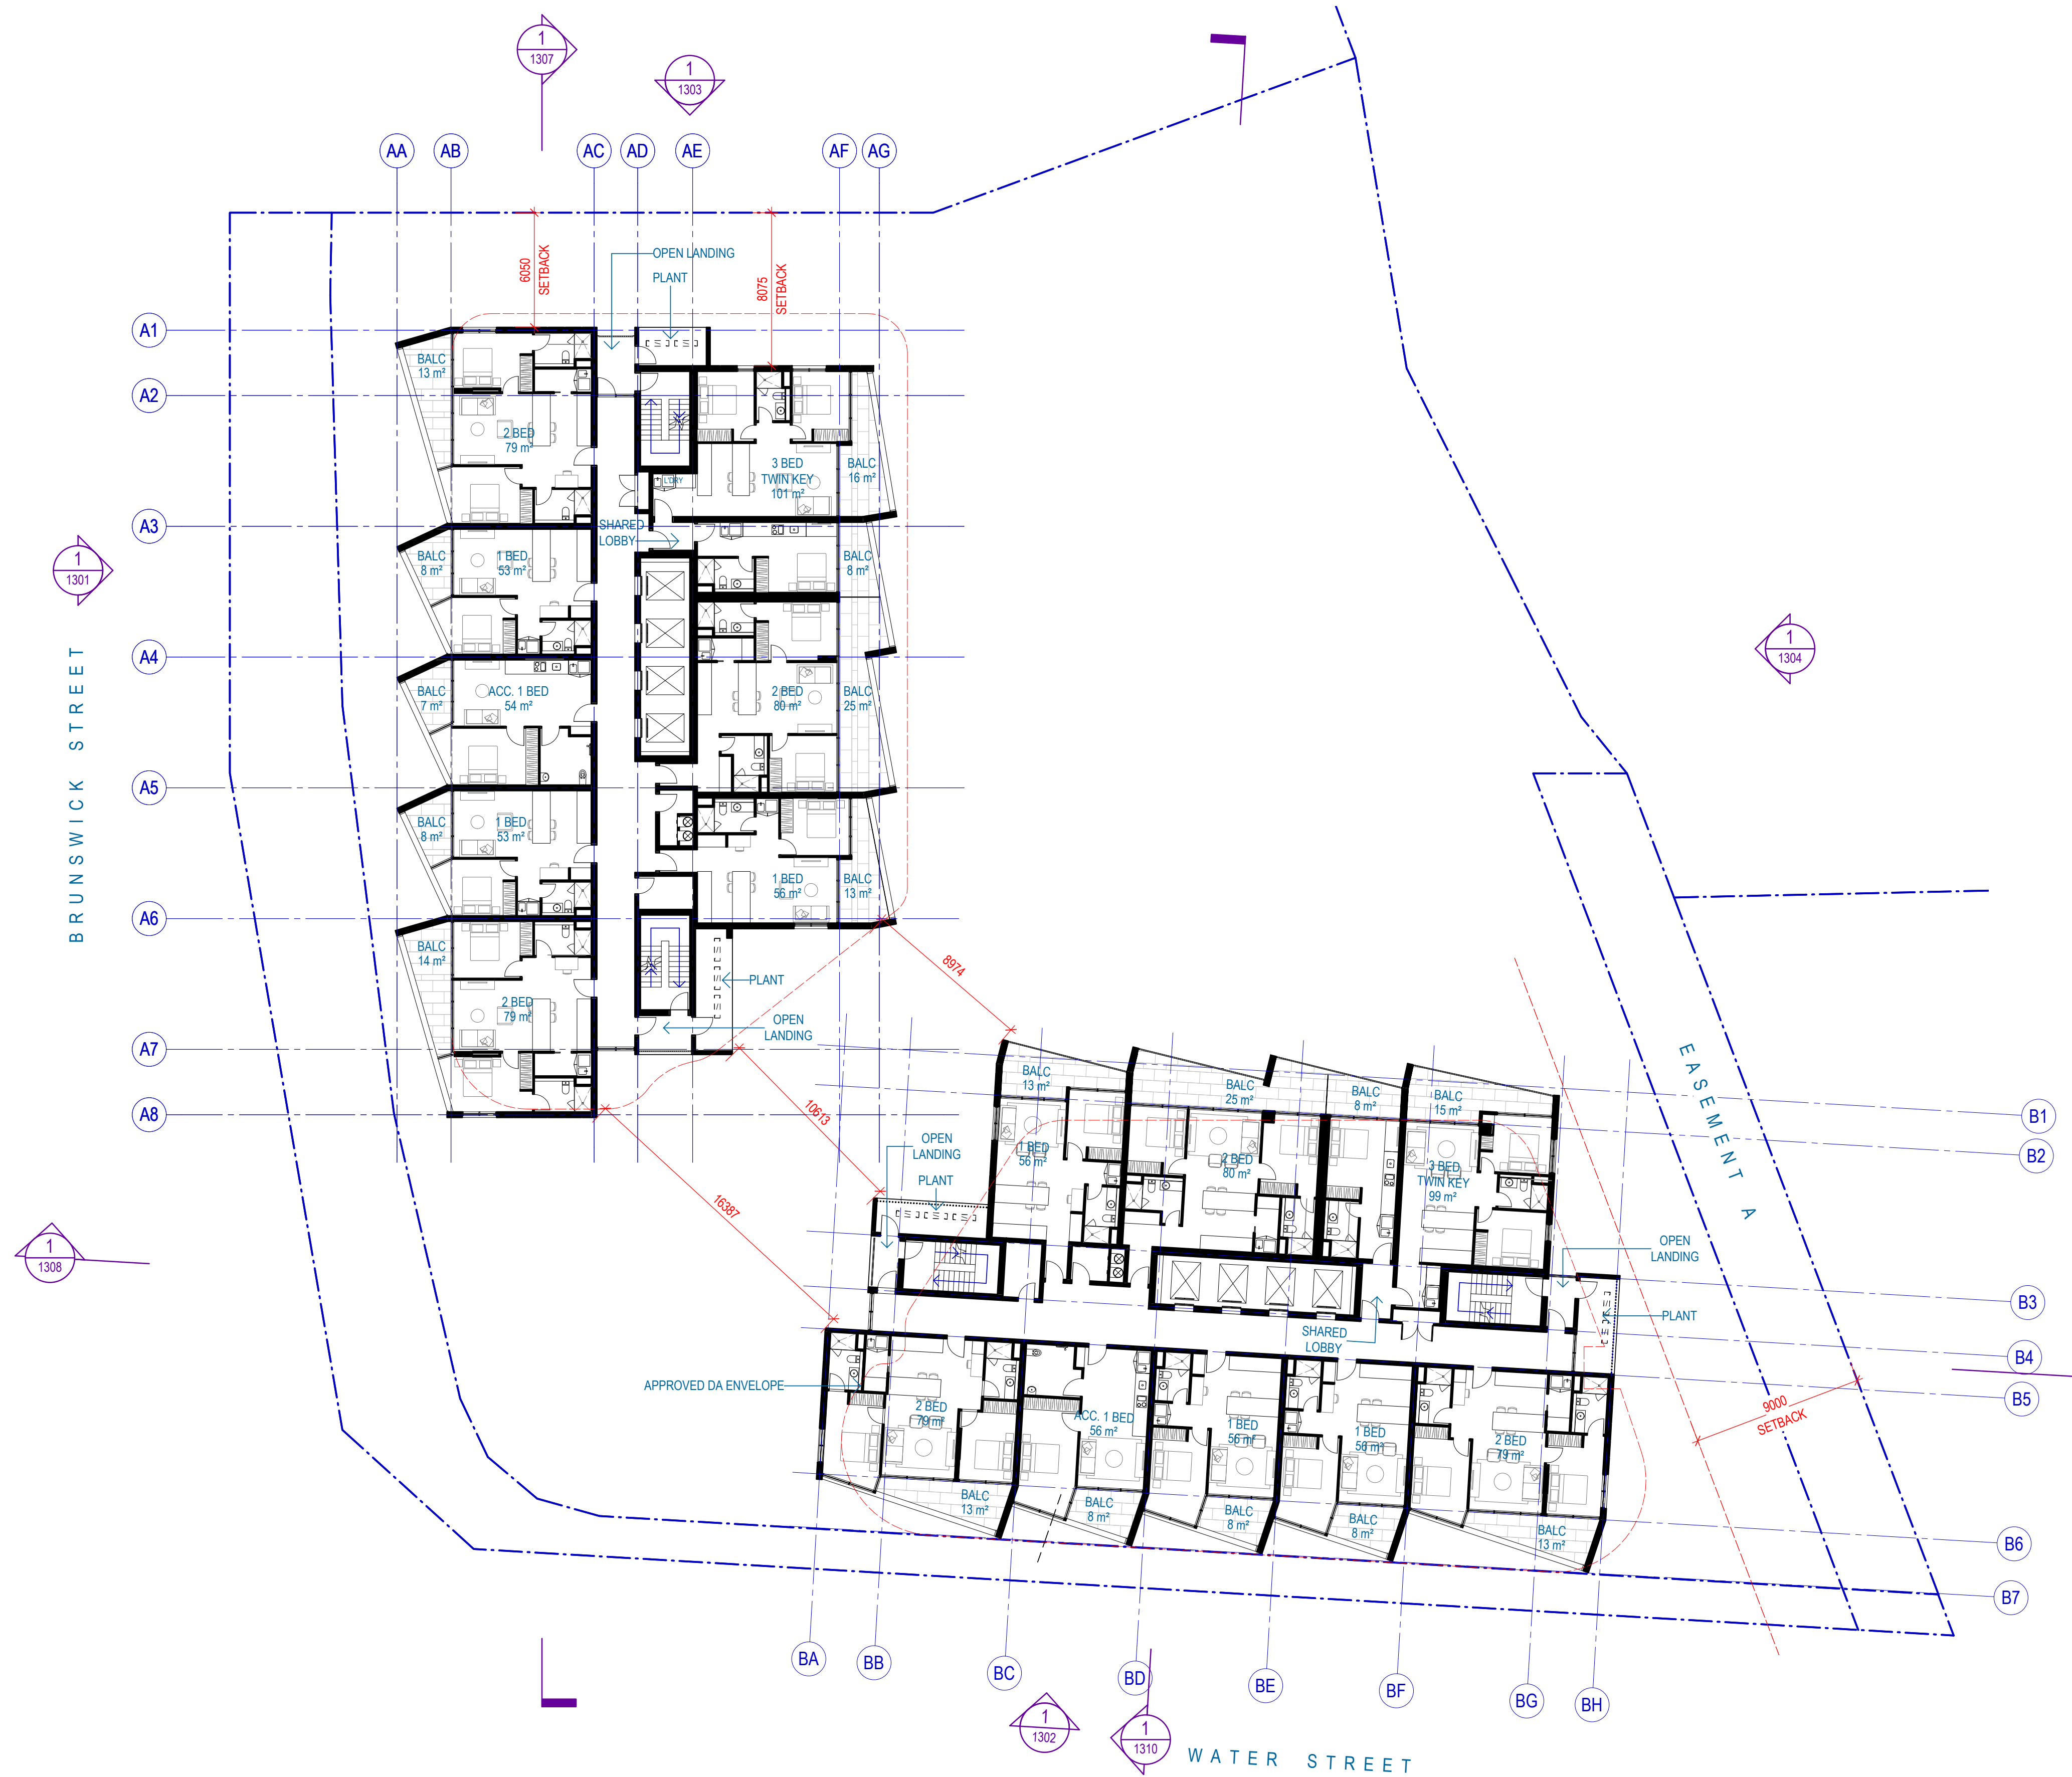 1
1307
1
1303
AA
AB
AC
AD
AE
AF
AG
OPEN LANDING
PLANT
6050
SETBACK
8075
SETBACK
A1
A2
A3
A4
A5
A6
A7
A8
BALC
13 m²
2 BED
79 m²
3 BED
TWIN KEY
101 m²
BALC
16 m²
L'DRY
SHARED
LOBBY
BALC
8 m²
1 BED
53 m²
BALC
8 m²
1
1301
BRUNSWICK STREET
1
1304
BALC
7 m²
ACC. 1 BED
54 m²
2 BED
80 m²
BALC
25 m²
BALC
8 m²
1 BED
53 m²
1 BED
56 m²
BALC
13 m²
BALC
14 m²
2 BED
79 m²
PLANT
OPEN
LANDING
8974
10613
16387
1
1308
EASEMENT A
BALC
13 m²
BALC
25 m²
BALC
8 m²
BALC
15 m²
B1
B2
B3
B4
B5
B6
B7
OPEN
LANDING
PLANT
1 BED
56 m²
2 BED
80 m²
3 BED
TWIN KEY
99 m²
OPEN
LANDING
PLANT
SHARED
LOBBY
APPROVED DA ENVELOPE
2 BED
79 m²
ACC. 1 BED
56 m²
1 BED
56 m²
1 BED
56 m²
2 BED
79 m²
9000
SETBACK
BALC
13 m²
BALC
8 m²
BALC
8 m²
BALC
8 m²
BALC
13 m²
BA
BB
BC
BD
BE
BF
BG
BH
1
1302
1
1310
WATER STREET